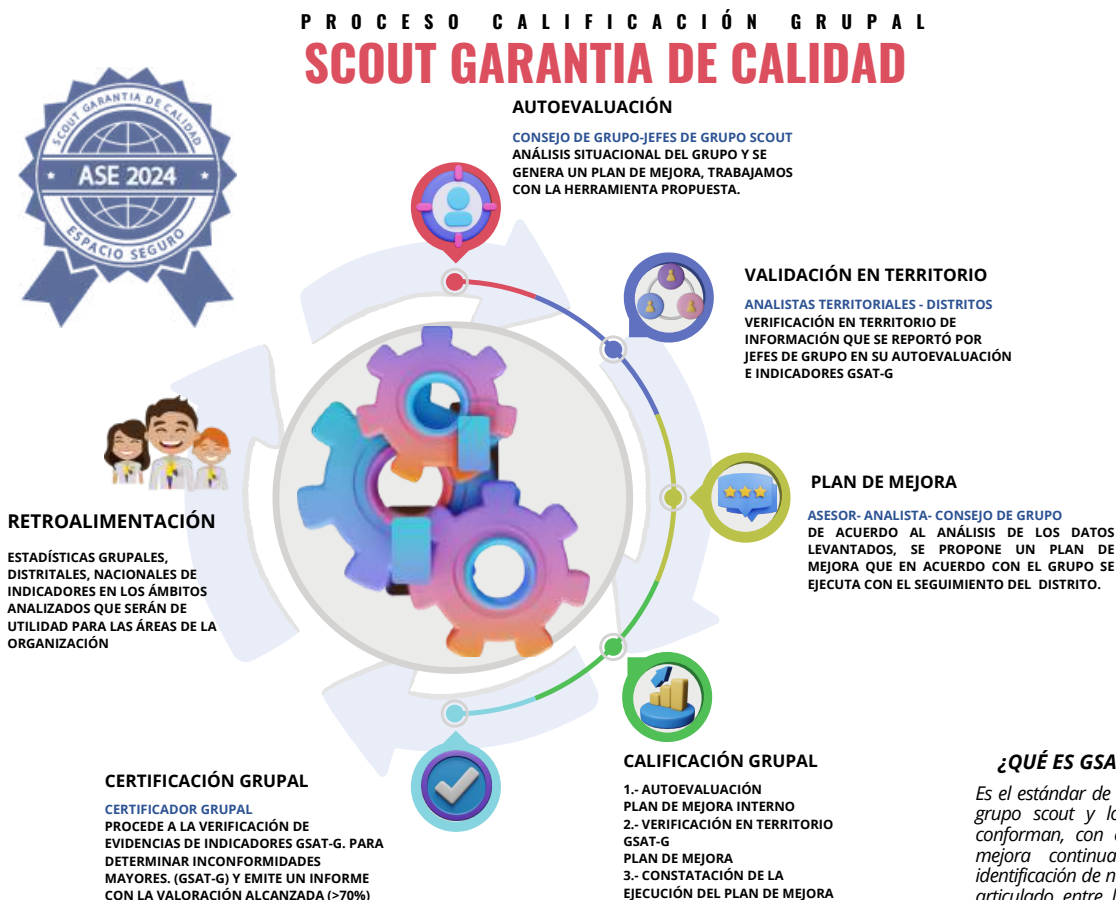 PROCESO CALIFICACIÓN GRUPAL
SCOUT GARANTIA DE CALIDAD
SCOUT GARANTIA DE CALIDAD
ASE 2024
ESPACIO SEGURO
AUTOEVALUACIÓN
CONSEJO DE GRUPO-JEFES DE GRUPO SCOUT
ANÁLISIS SITUACIONAL DEL GRUPO Y SE
GENERA UN PLAN DE MEJORA, TRABAJAMOS
CON LA HERRAMIENTA PROPUESTA.
VALIDACIÓN EN TERRITORIO
ANALISTAS TERRITORIALES - DISTRITOS
VERIFICACIÓN EN TERRITORIO DE
INFORMACIÓN QUE SE REPORTÓ POR
JEFES DE GRUPO EN SU AUTOEVALUACIÓN
E INDICADORES GSAT-G
PLAN DE MEJORA
ASESOR- ANALISTA- CONSEJO DE GRUPO
DE ACUERDO AL ANÁLISIS DE LOS DATOS
LEVANTADOS, SE PROPONE UN PLAN DE
MEJORA QUE EN ACUERDO CON EL GRUPO SE
EJECUTA CON EL SEGUIMIENTO DEL DISTRITO.
CALIFICACIÓN GRUPAL
1.- AUTOEVALUACIÓN
PLAN DE MEJORA INTERNO
2.- VERIFICACIÓN EN TERRITORIO
GSAT-G
PLAN DE MEJORA
3.- CONSTATACIÓN DE LA
EJECUCIÓN DEL PLAN DE MEJORA
CERTIFICACIÓN GRUPAL
CERTIFICADOR GRUPAL
PROCEDE A LA VERIFICACIÓN DE
EVIDENCIAS DE INDICADORES GSAT-G. PARA
DETERMINAR INCONFORMIDADES
MAYORES. (GSAT-G) Y EMITE UN INFORME
CON LA VALORACIÓN ALCANZADA (>70%)
RETROALIMENTACIÓN
ESTADÍSTICAS GRUPALES,
DISTRITALES, NACIONALES DE
INDICADORES EN LOS ÁMBITOS
ANALIZADOS QUE SERÁN DE
UTILIDAD PARA LAS ÁREAS DE LA
ORGANIZACIÓN
¿QUÉ ES
Es el estándar de
grupo scout y
conforman, con
mejora continua
identificación de
articulado entre